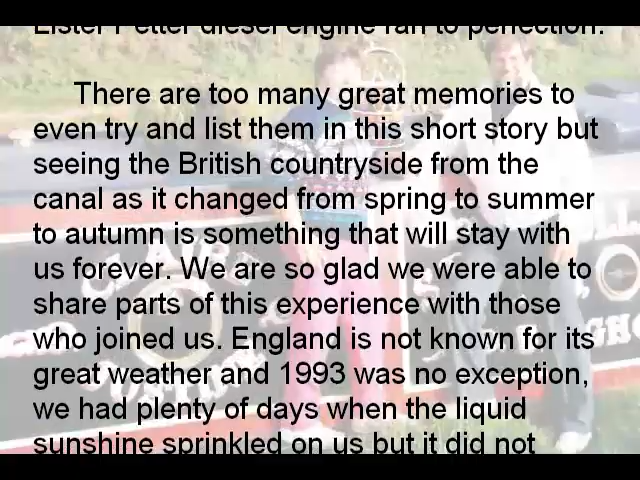 Lister Petter diesel engine ran to perfection.
There are too many great memories to
even try and list them in this short story but
seeing the British countryside from the
canal as it changed from spring to summer
to autumn is something that will stay with
us forever. We are so glad we were able to
share parts of this experience with those
who joined us. England is not known for its
great weather and 1993 was no exception,
we had plenty of days when the liquid
sunshine sprinkled on us but it did not